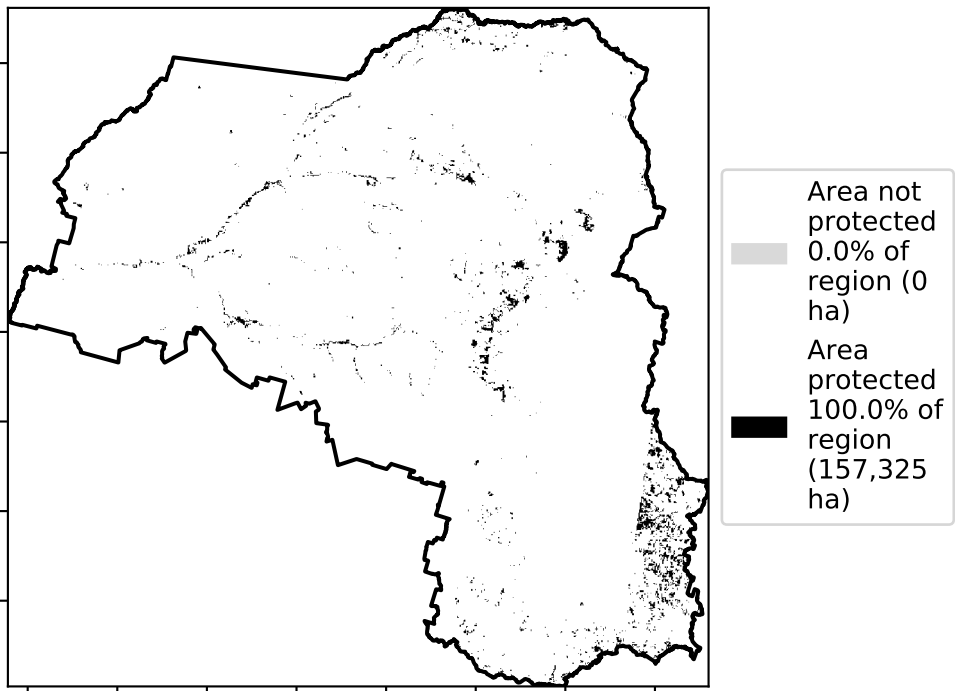 Area not
protected
0.0% of
region (0
ha)
Area
protected
100.0% of
region
(157,325
ha)